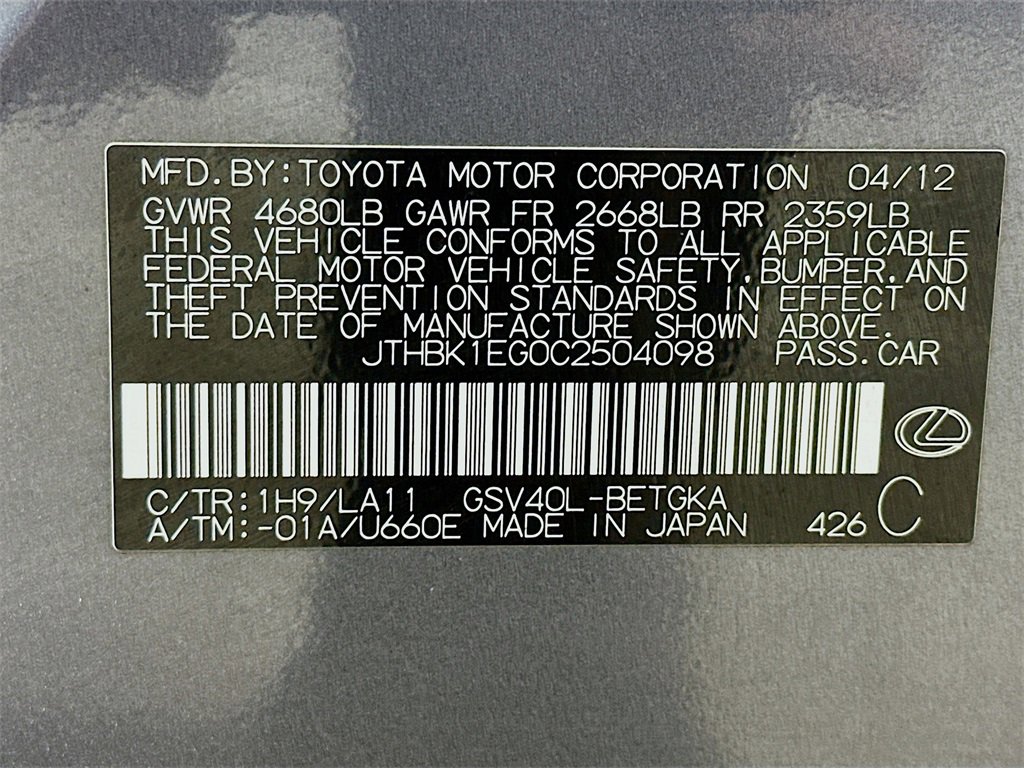 MFD.BY:TOYOTA MOTOR CORPORATION 04/12
GVWR 4680LB GAWR FR 2668LB RR 2359LB
THIS VEHICLE CONFORMS TO ALL APPLICABLE
FEDERAL MOTOR VEHICLE SAFETY,BUMPER,AND
THEFT PREVENTION STANDARDS IN EFFECT ON
THE DATE OF MANUFACTURE SHOWN ABOVE.
JTHBK1EG0C2504098 PASS.CAR
C/TR:1H9/LA11 GSV40L-BETGKA
A/TM:-01A/U660E MADE IN JAPAN 426 C